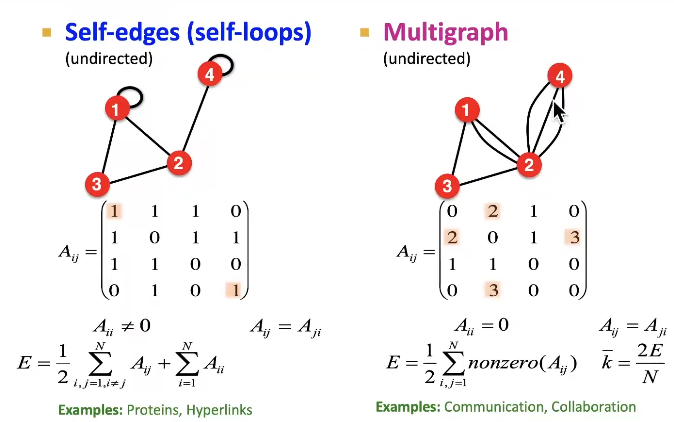 Self-edges (self-loops)
(undirected)
4
1
2
3
A_{ij} = \begin{pmatrix} 1 & 1 & 1 & 0 \\ 1 & 0 & 1 & 1 \\ 1 & 1 & 0 & 0 \\ 0 & 1 & 0 & 1 \end{pmatrix}
A_{ii} ≠ 0 A_{ij} = A_{ji}
E = \frac{1}{2} \sum_{i,j=1,i≠j}^{N} A_{ij} + \sum_{i=1}^{N} A_{ii}
Examples: Proteins, Hyperlinks
Multigraph
(undirected)
4
1
2
3
A_{ij} = \begin{pmatrix} 0 & 2 & 1 & 0 \\ 2 & 0 & 1 & 3 \\ 1 & 1 & 0 & 0 \\ 0 & 3 & 0 & 0 \end{pmatrix}
A_{ii} = 0 A_{ij} = A_{ji}
E = \frac{1}{2} \sum_{i,j=1}^{N} nonzero(A_{ij}) \overline{k} = \frac{2E}{N}
Examples: Communication, Collaboration